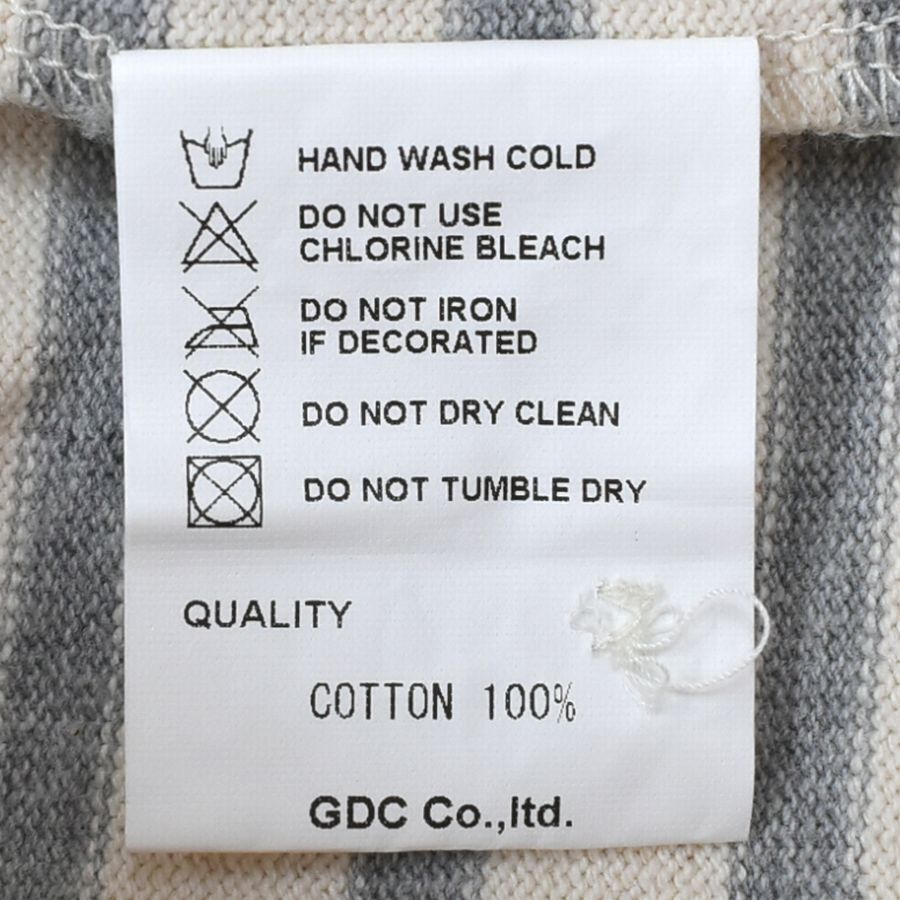 HAND WASH COLD
DO NOT USE
CHLORINE BLEACH
DO NOT IRON
IF DECORATED
DO NOT DRY CLEAN
DO NOT TUMBLE DRY
QUALITY
COTTON 100%
GDC Co.,ltd.